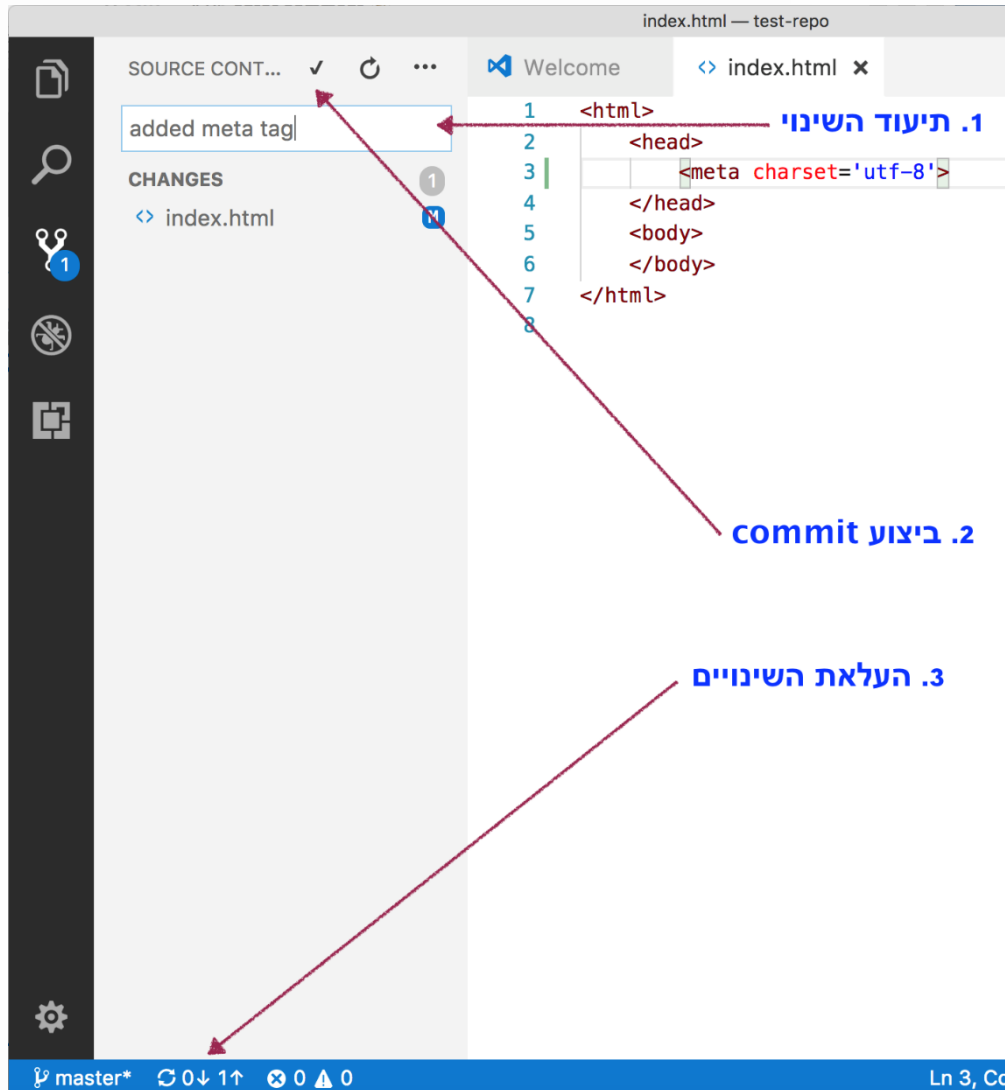 index.html — test-repo
SOURCE CONT... ✓ ···
Welcome
<> index.html ×
added meta tag
CHANGES 1
<> index.html M
1
1 <html>
2 <head>
3 <meta charset='utf-8'>
4 </head>
5 <body>
6 </body>
7 </html>
8
1. תיעוד השינוי
2. ביצוע commit
3. העלאת השינויים
master* 0↓ 1↑ 0 0
Ln 3, Co